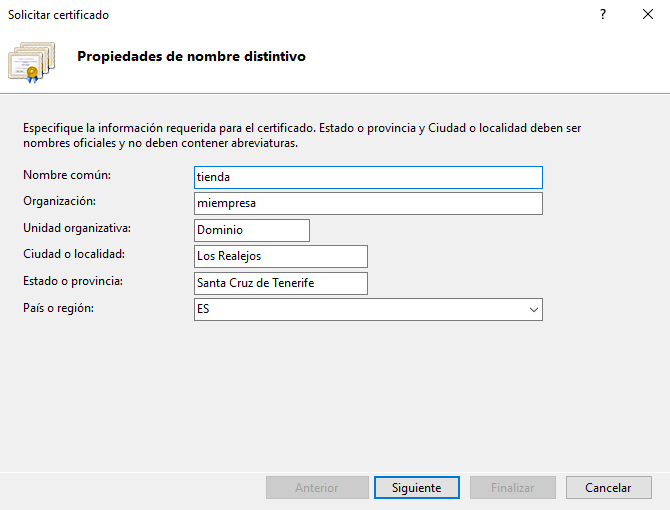 Solicitar certificado
?
Propiedades de nombre distintivo
Especifique la información requerida para el certificado. Estado o provincia y Ciudad o localidad deben ser
nombres oficiales y no deben contener abreviaturas.
Nombre común: tienda
Organización: miempresa
Unidad organizativa: Dominio
Ciudad o localidad: Los Realejos
Estado o provincia: Santa Cruz de Tenerife
País o región: ES
Anterior Siguiente Finalizar Cancelar